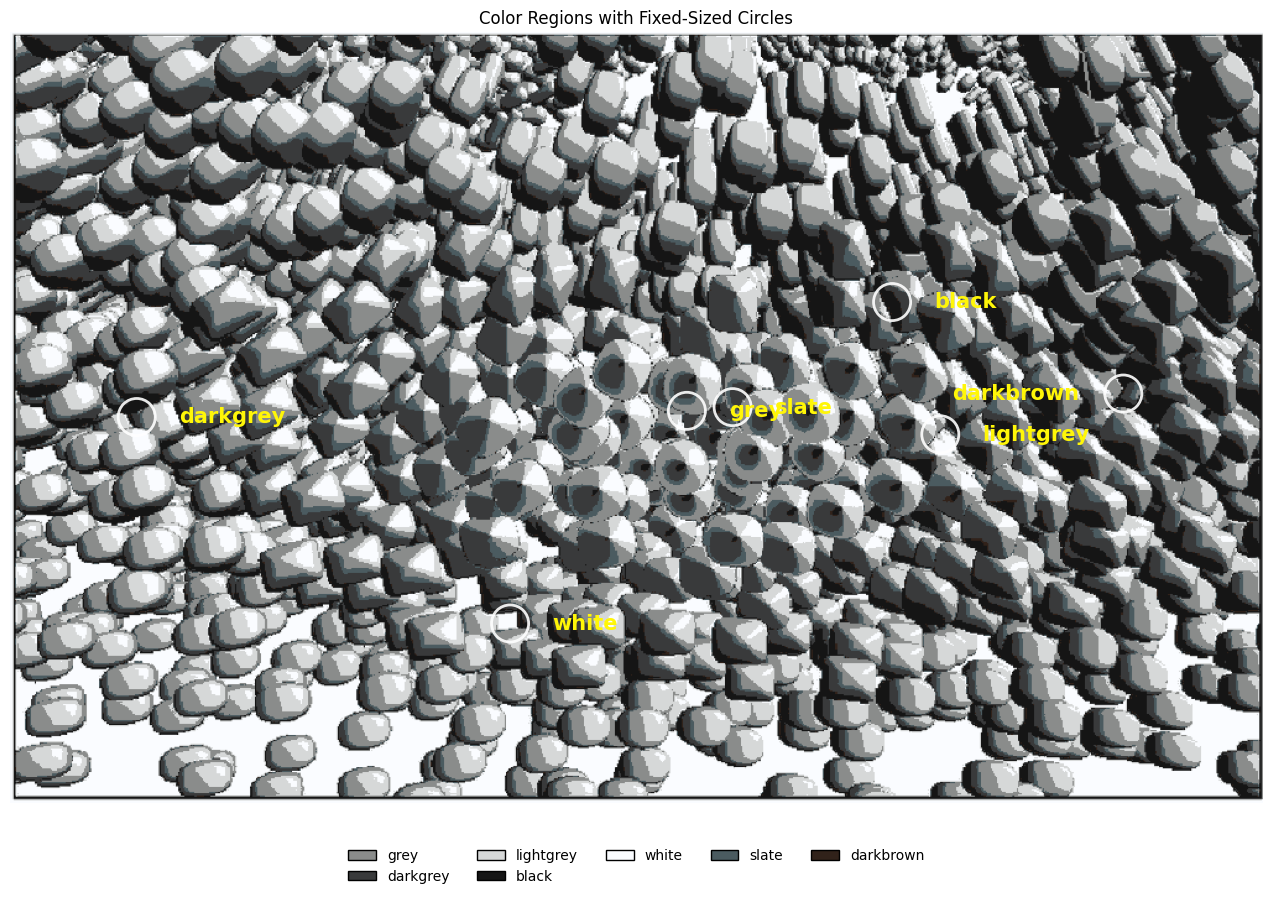 Color Regions with Fixed-Sized Circles
black
darkbrown
slate
grey
darkgrey
lightgrey
white
grey
lightgrey
white
slate
darkbrown
darkgrey
black